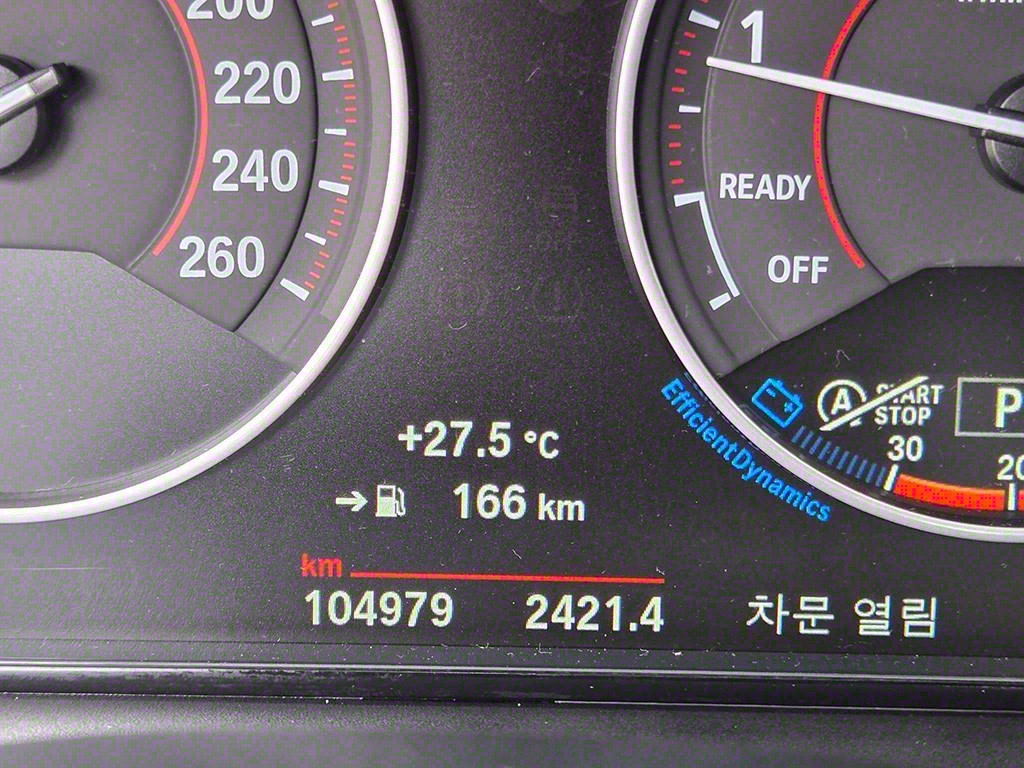 200
220
240
260
1
READY
OFF
A START STOP
P
30
20
EfficientDynamics
+27.5 °C
166 km
km
104979 2421.4 차문 열림